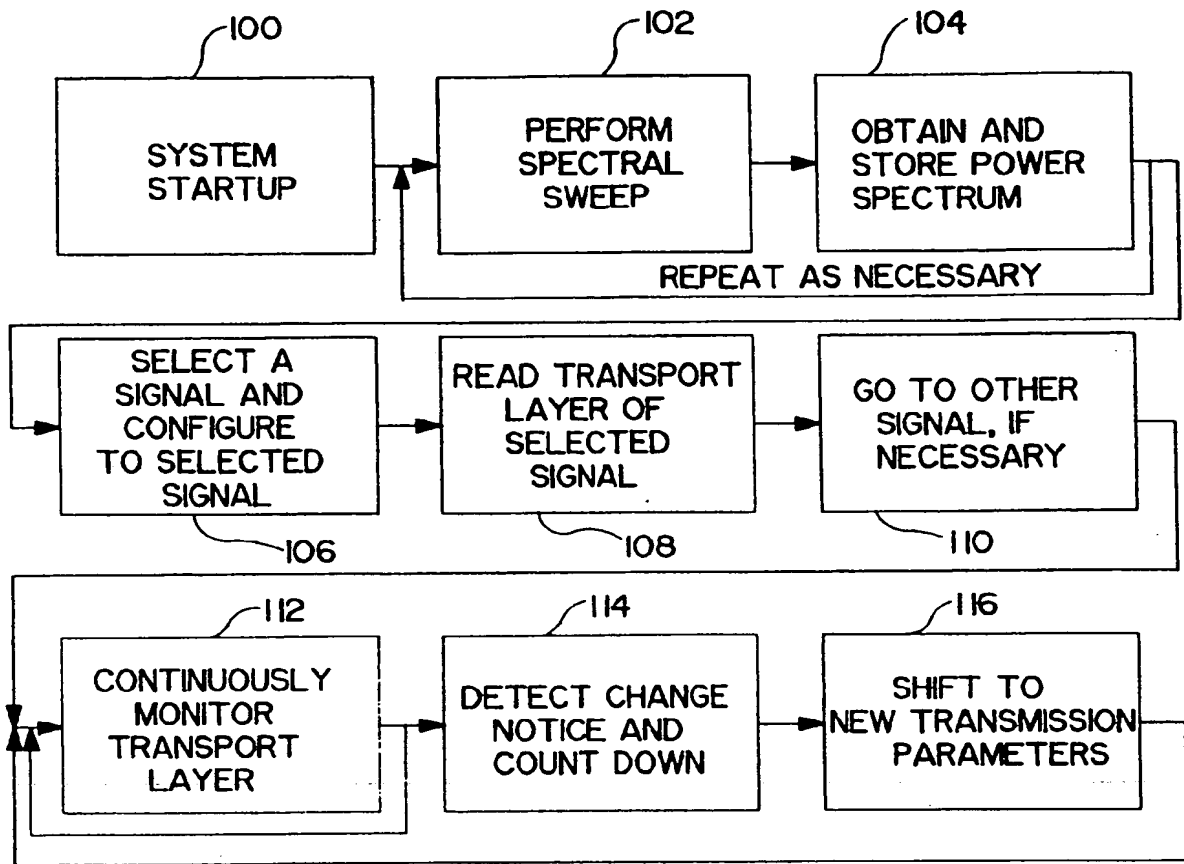 100
102
104
SYSTEM
STARTUP
PERFORM
SPECTRAL
SWEEP
OBTAIN AND
STORE POWER
SPECTRUM
REPEAT AS NECESSARY
SELECT A
SIGNAL AND
CONFIGURE
TO SELECTED
SIGNAL
READ TRANSPORT
LAYER OF
SELECTED
SIGNAL
GO TO OTHER
SIGNAL, IF
NECESSARY
106
108
110
112
114
116
CONTINUOUSLY
MONITOR
TRANSPORT
LAYER
DETECT CHANGE
NOTICE AND
COUNT DOWN
SHIFT TO
NEW TRANSMISSION
PARAMETERS